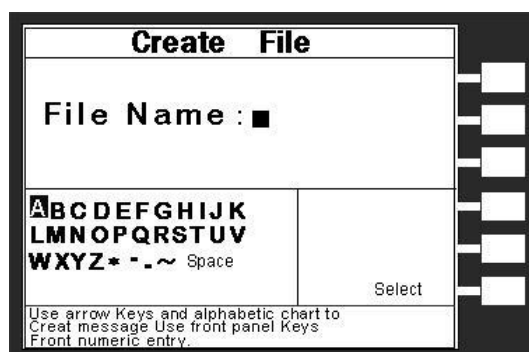 Create File
File Name :
ABCDEFGHIJK
LMNOPQRSTUV
WXYZ* - . ~ Space
Select
Use arrow Keys and alphabetic chart to
Creat message Use front panel Keys
Front numeric entry.